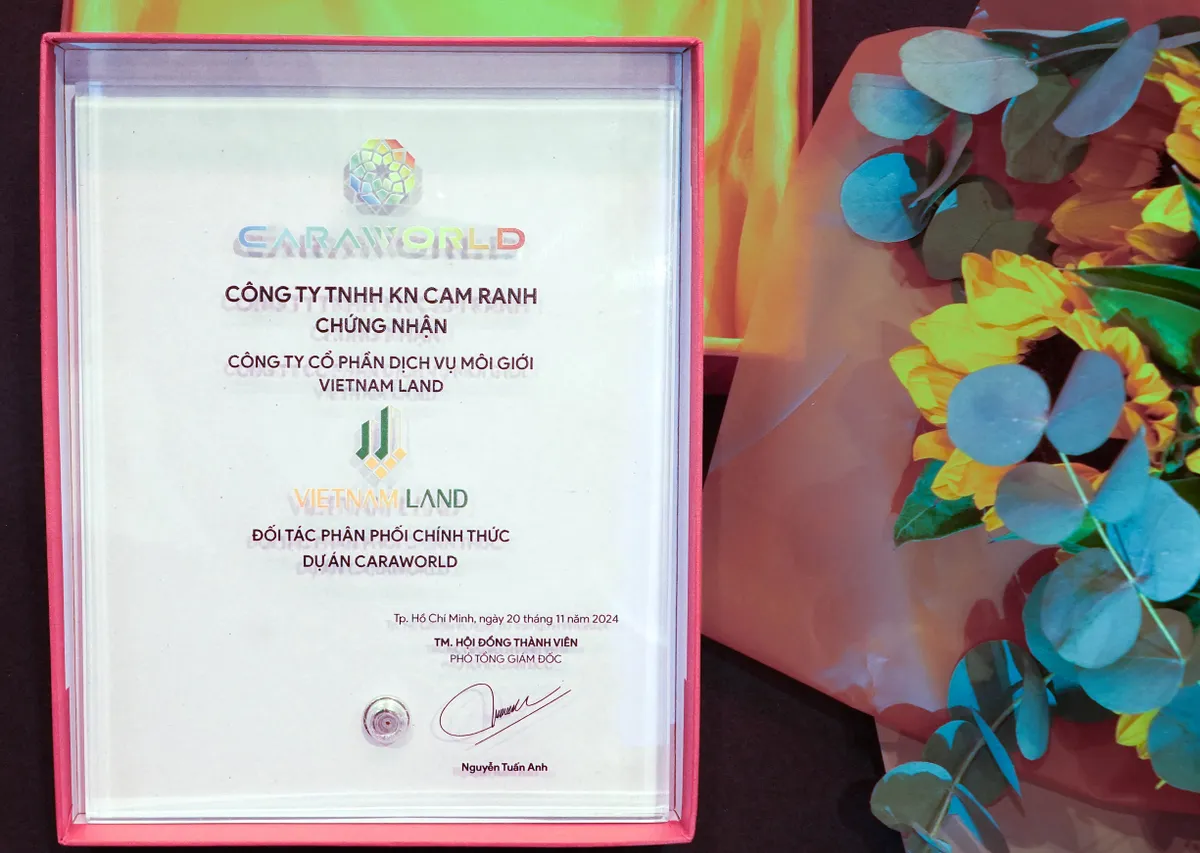 CARAWORLD
CÔNG TY TNHH KN CAM RANH
CHỨNG NHẬN
CÔNG TY CỔ PHẦN DỊCH VỤ MÔI GIỚI
VIETNAM LAND
VIETNAM LAND
ĐỐI TÁC PHÂN PHỐI CHÍNH THỨC
DỰ ÁN CARAWORLD
Tp. Hồ Chí Minh, ngày 20 tháng 11 năm 2024
TM. HỘI ĐỒNG THÀNH VIÊN
PHÓ TỔNG GIÁM ĐỐC
Nguyễn Tuấn Anh